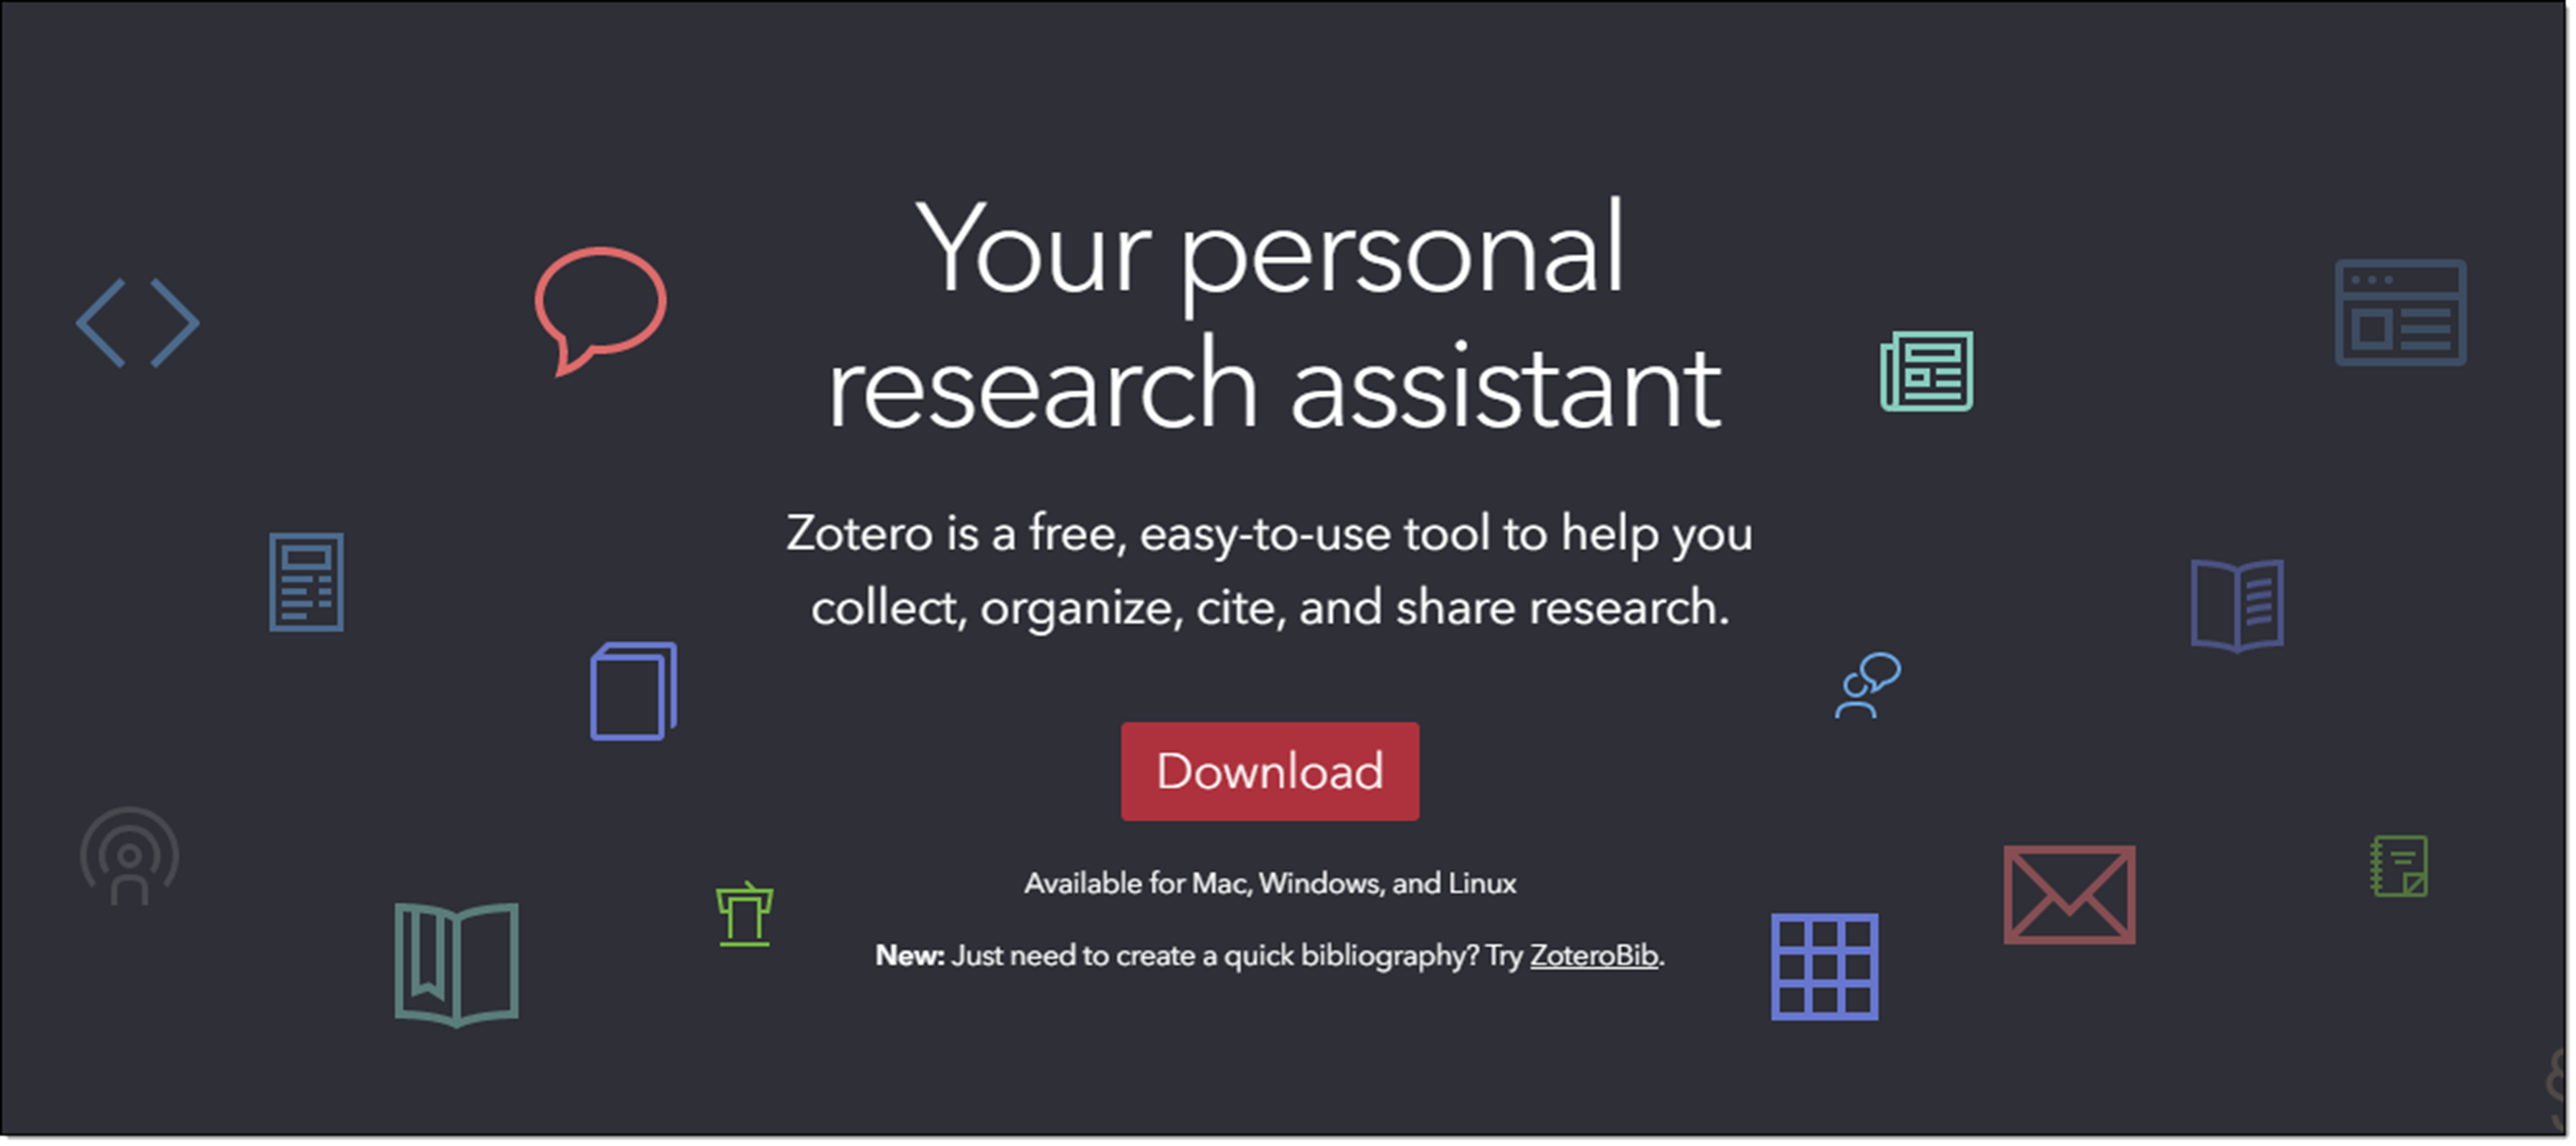 Your personal
research assistant
Zotero is a free, easy-to-use tool to help you
collect, organize, cite, and share research.
Download
Available for Mac, Windows, and Linux
New: Just need to create a quick bibliography? Try ZoteroBib.